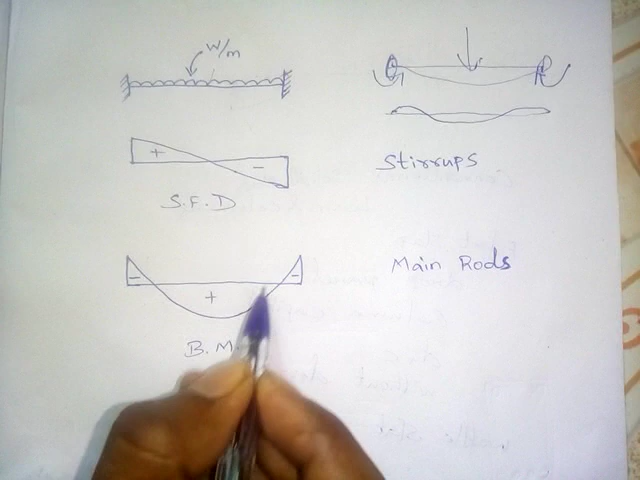 W/m
+
-
S.F.D
Stirrups
-
+
-
B.M.
Main Rods